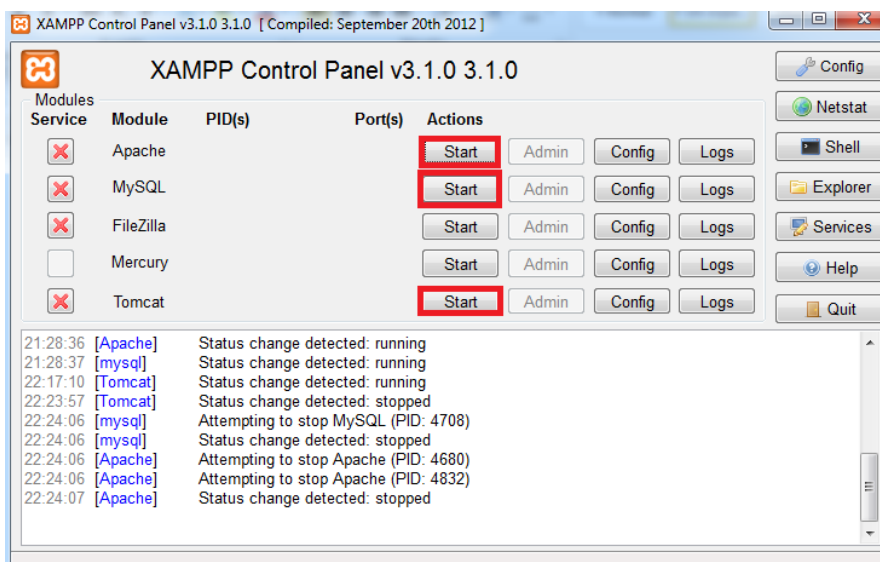 XAMPP Control Panel v3.1.0 3.1.0 [ Compiled: September 20th 2012 ]
XAMPP Control Panel v3.1.0 3.1.0
Config
Modules
Service Module PID(s) Port(s) Actions
Netstat
Apache Start Admin Config Logs
Shell
MySQL Start Admin Config Logs
Explorer
FileZilla Start Admin Config Logs
Services
Mercury Start Admin Config Logs
Help
Tomcat Start Admin Config Logs
Quit
21:28:36 [Apache] Status change detected: running
21:28:37 [mysql] Status change detected: running
22:17:10 [Tomcat] Status change detected: running
22:23:57 [Tomcat] Status change detected: stopped
22:24:06 [mysql] Attempting to stop MySQL (PID: 4708)
22:24:06 [mysql] Status change detected: stopped
22:24:06 [Apache] Attempting to stop Apache (PID: 4680)
22:24:06 [Apache] Attempting to stop Apache (PID: 4832)
22:24:07 [Apache] Status change detected: stopped